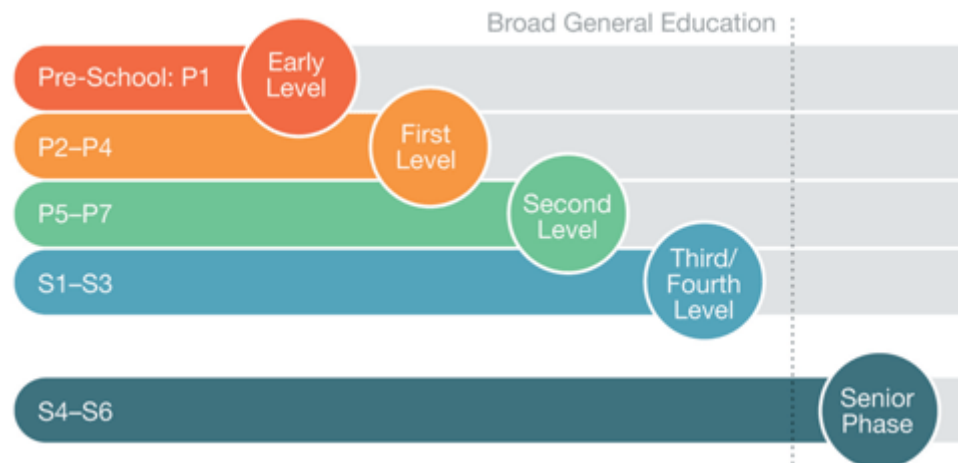 Broad General Education
Pre-School: P1
Early
Level
P2–P4
First
Level
P5–P7
Second
Level
S1–S3
Third/
Fourth
Level
S4–S6
Senior
Phase